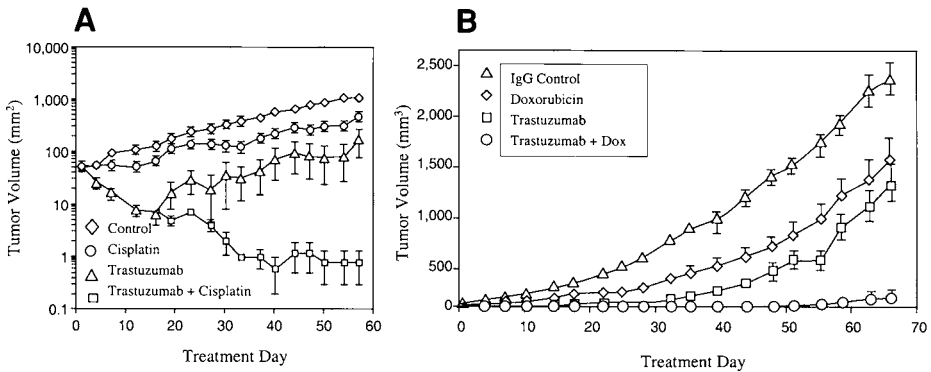 A
B
10,000
1,000
100
10
1
0.1
Tumor Volume (mm²)
Control
Cisplatin
Trastuzumab
Trastuzumab + Cisplatin
0 10 20 30 40 50 60
Treatment Day
2,500
2,000
1,500
1,000
500
Tumor Volume (mm³)
IgG Control
Doxorubicin
Trastuzumab
Trastuzumab + Dox
0 10 20 30 40 50 60 70
Treatment Day